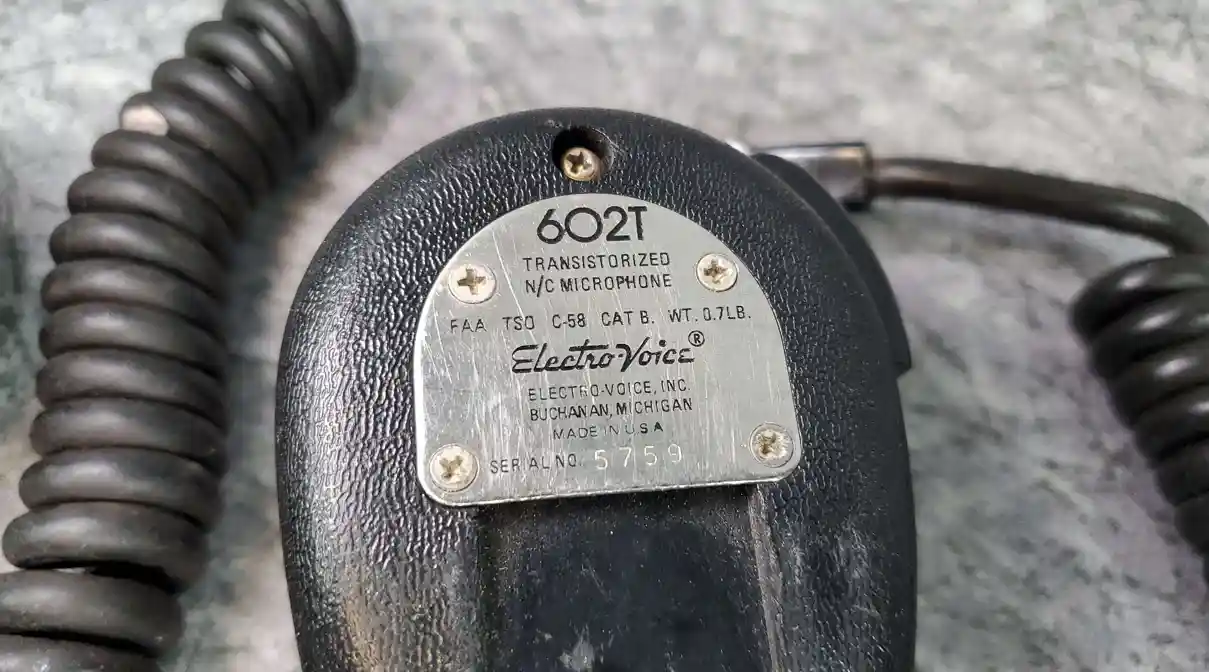 602T
TRANSISTORIZED
N/C MICROPHONE
FAA TSO C-58 CAT B. WT. 0.7LB.
Electro-Voice®
ELECTRO-VOICE, INC.
BUCHANAN, MICHIGAN
MADE IN U.S.A
SERIAL NO. 5759